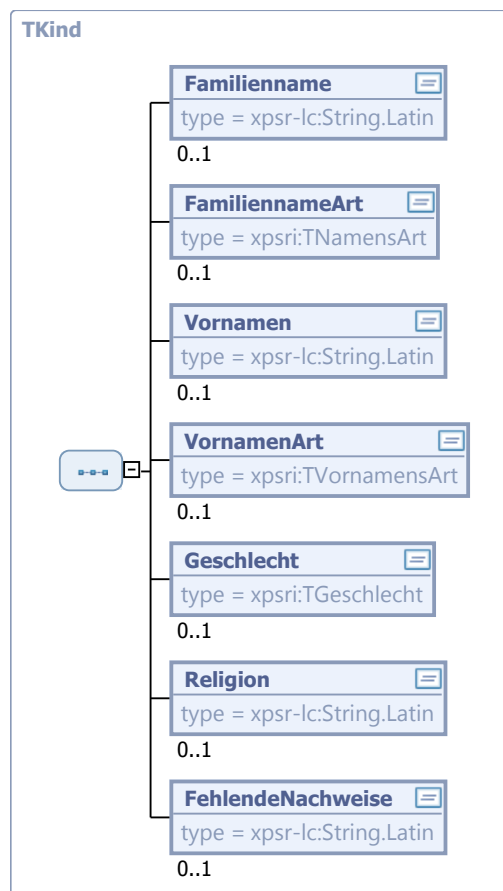 TKind
Familienname
type = xpsr-lc:String.Latin
0..1
FamiliennameArt
type = xpsri:TNamensArt
0..1
Vornamen
type = xpsr-lc:String.Latin
0..1
VornamenArt
type = xpsri:TVornamensArt
0..1
Geschlecht
type = xpsri:TGeschlecht
0..1
Religion
type = xpsr-lc:String.Latin
0..1
FehlendeNachweise
type = xpsr-lc:String.Latin
0..1